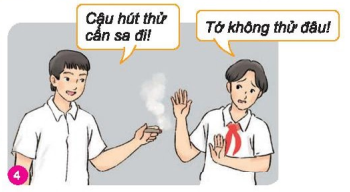 Cậu hút thử
cần sa đi!
Tớ không thử đâu!
4